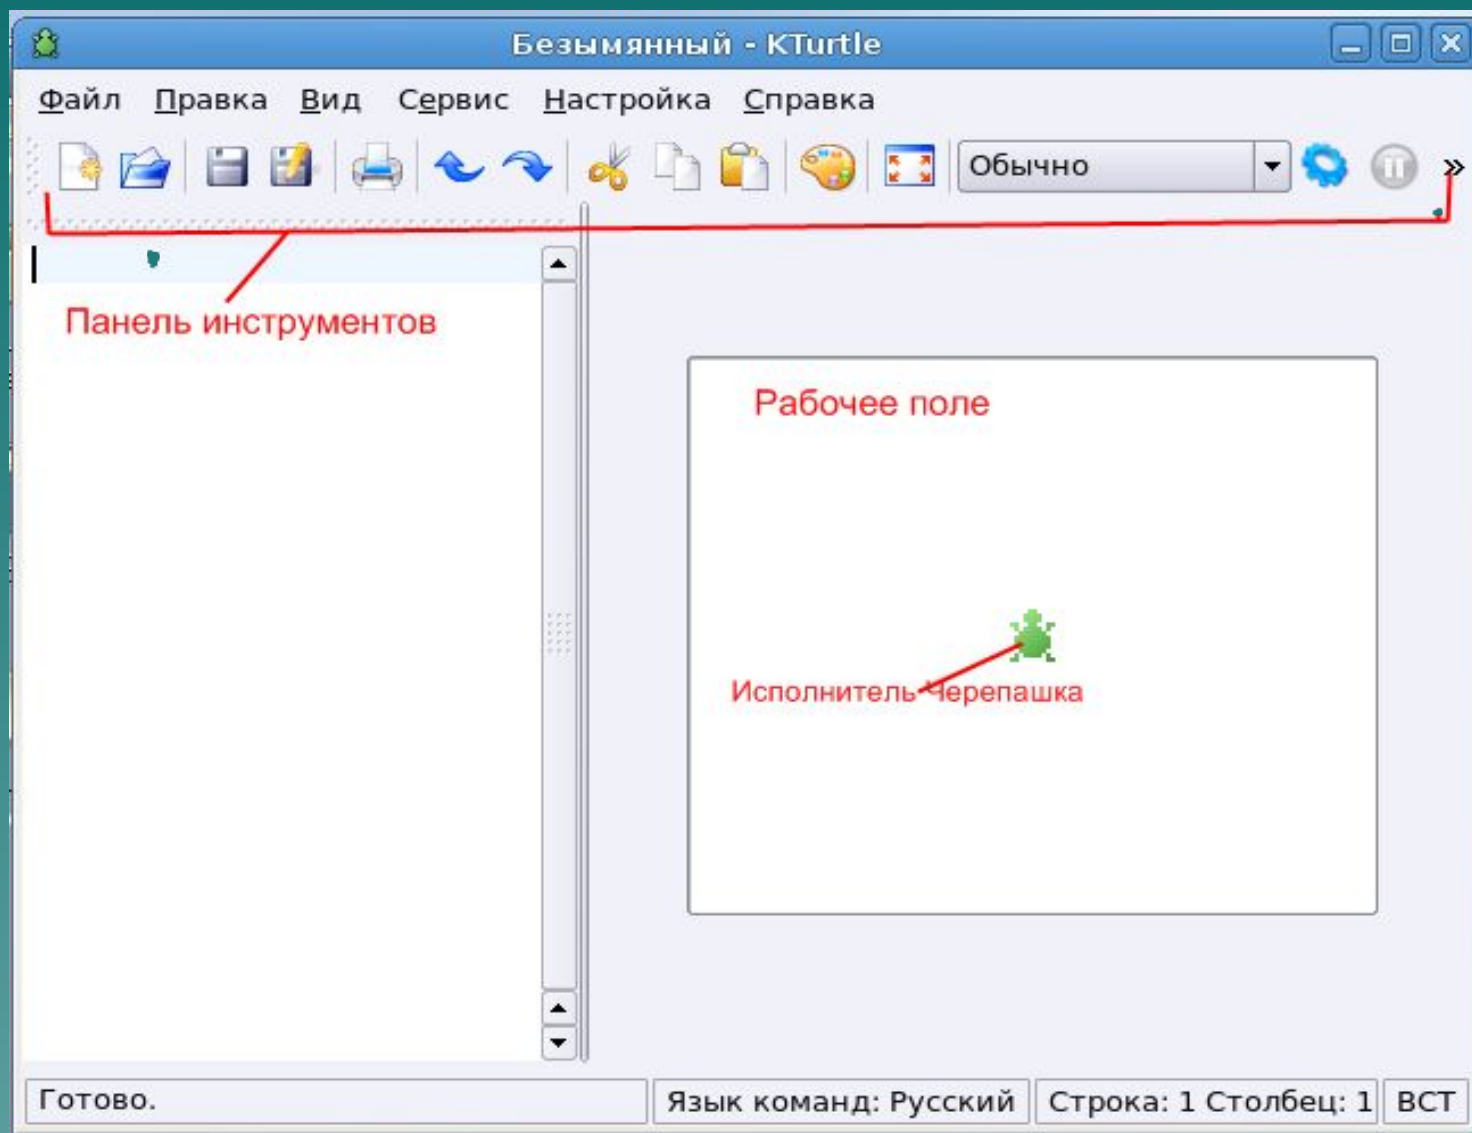 Безымянный - KTurtle
Файл Правка Вид Сервис Настройка Справка
Обычно
Панель инструментов
Рабочее поле
Исполнитель Черепашка
Готово.
Язык команд: Русский
Строка: 1 Столбец: 1
ВСТ